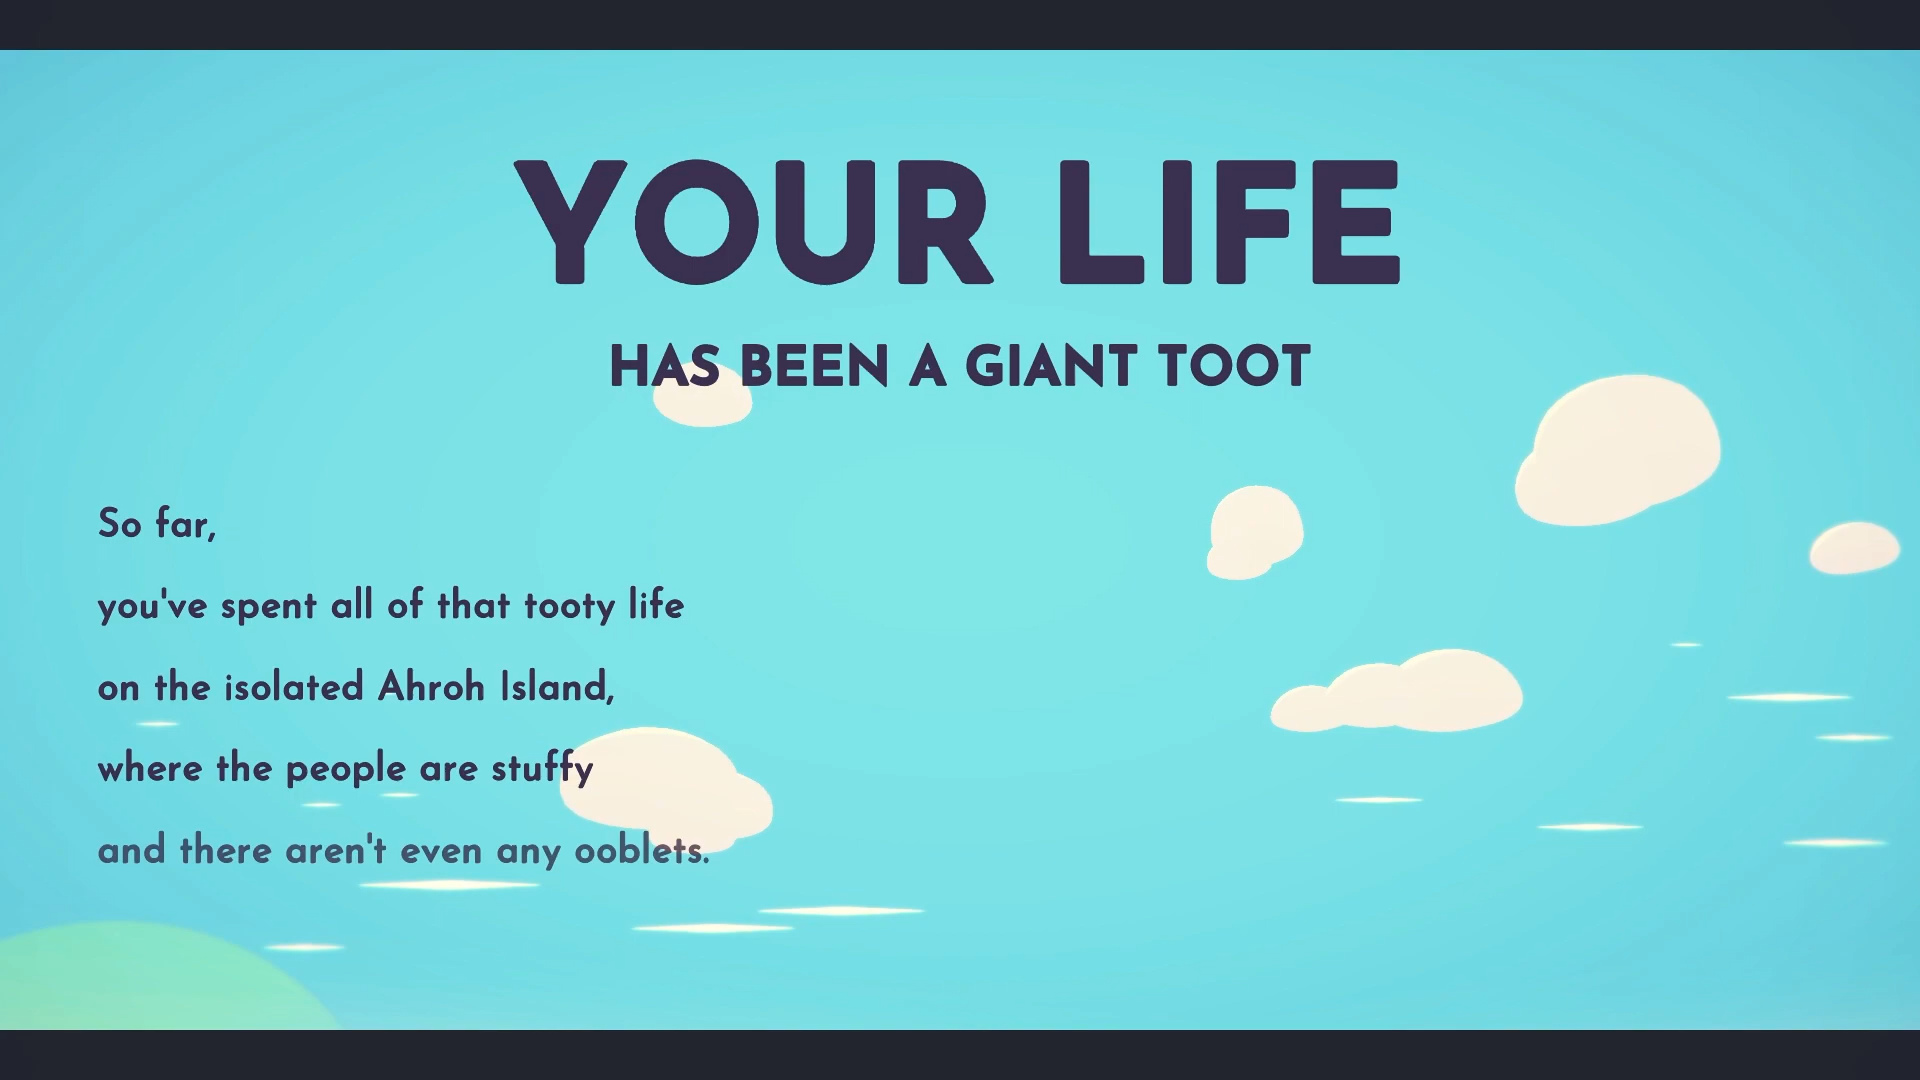 YOUR LIFE
HAS BEEN A GIANT TOOT
So far,
you've spent all of that tooty life
on the isolated Ahroh Island,
where the people are stuffy
and there aren't even any ooblets.